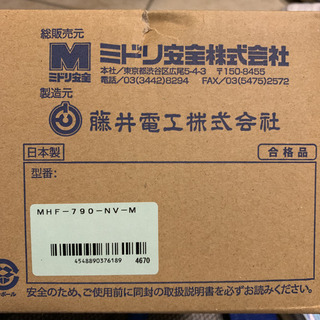 総販売元
M
ミドリ安全
ミドリ安全株式会社
本社/東京都渋谷区広尾5-4-3 〒150-8455
電話/03(3442)8294 FAX/03(5475)2572
製造元
藤井電工株式会社
日本製
合格品
型番:
MHF-790-NV-M
4548890376189 4670
ボール
安全のため、ご使用前に同封の取扱説明書を必ずお読みください